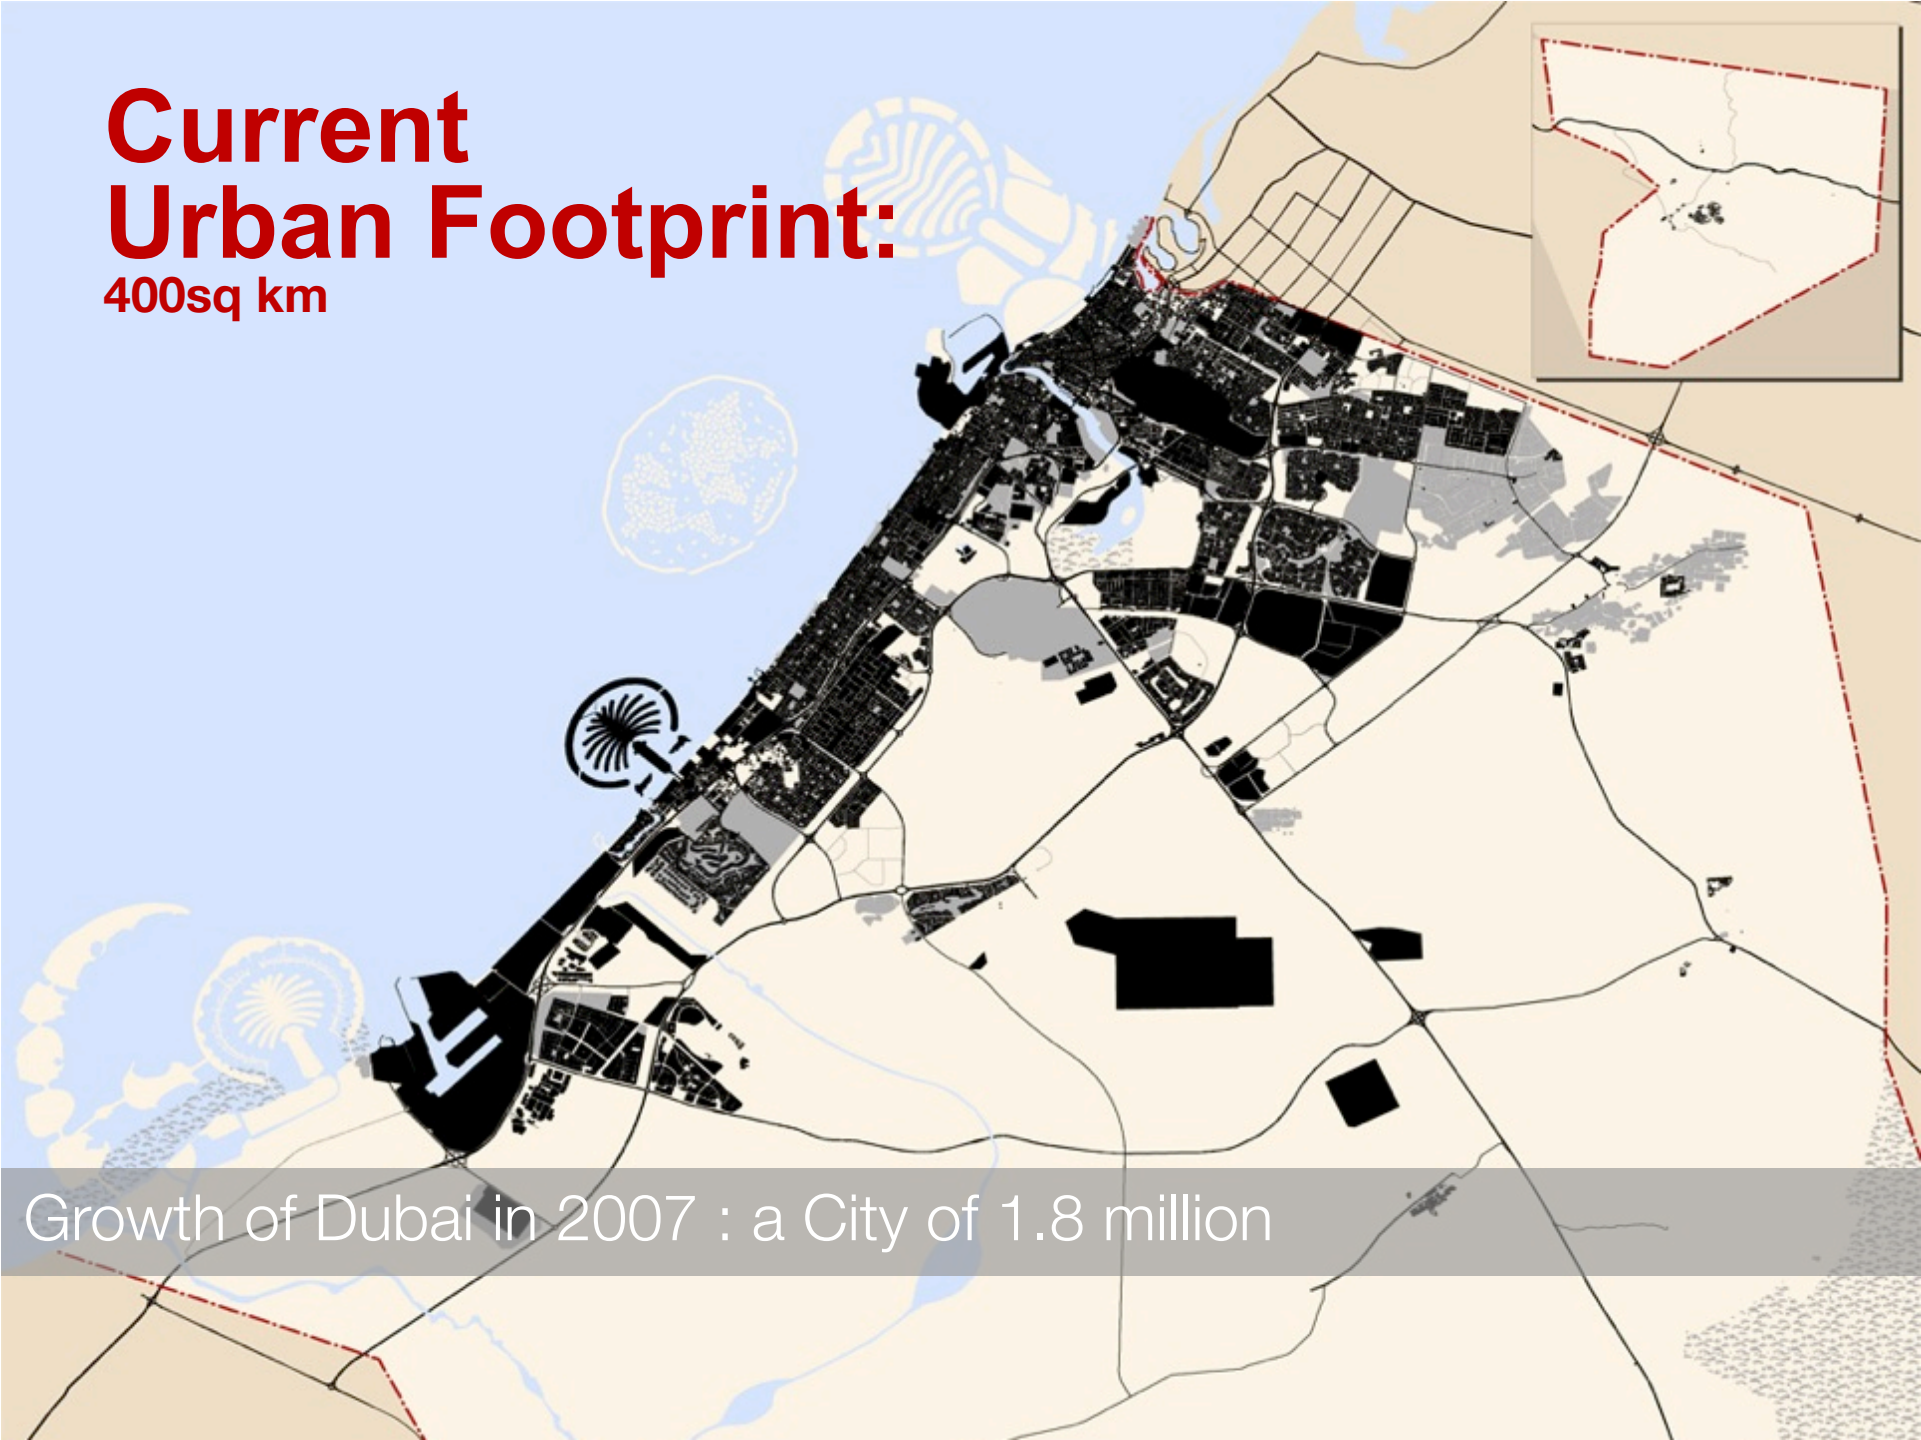 Current
Urban Footprint:
400sq km
Growth of Dubai in 2007 : a City of 1.8 million